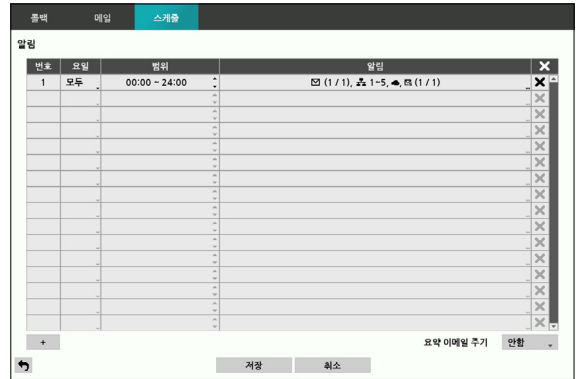 콜백 메일 스케줄
알림
번호 요일 범위 알림
1 모두 00:00 ~ 24:00 (1 / 1), 1~5, , (1 / 1)
+ 요약 이메일 주기 안함
저장 취소